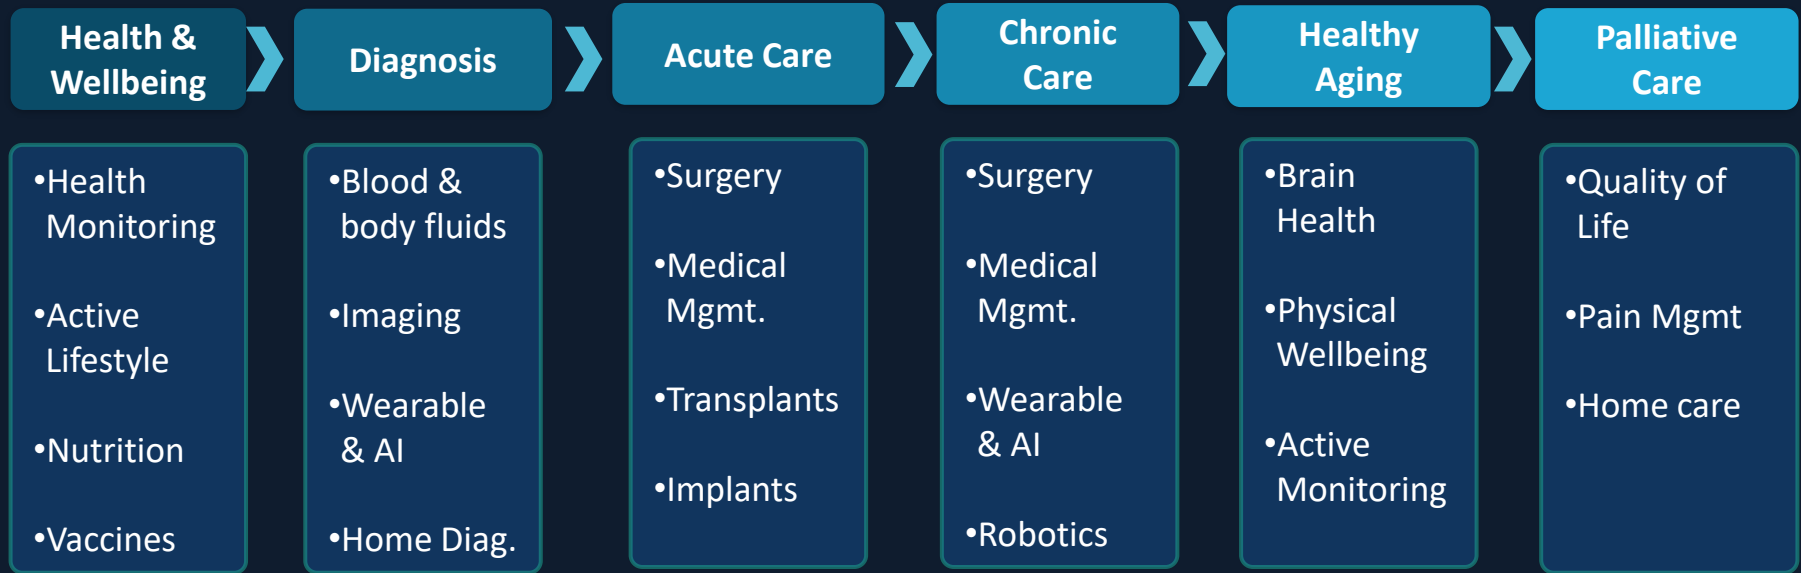 Health &
Wellbeing
Diagnosis
Acute Care
Chronic
Care
Healthy
Aging
Palliative
Care
•Health
Monitoring
•Active
Lifestyle
•Nutrition
•Vaccines
•Blood &
body fluids
•Imaging
•Wearable
& AI
•Home Diag.
•Surgery
•Medical
Mgmt.
•Transplants
•Implants
•Surgery
•Medical
Mgmt.
•Wearable
& AI
•Robotics
•Brain
Health
•Physical
Wellbeing
•Active
Monitoring
•Quality of
Life
•Pain Mgmt
•Home care